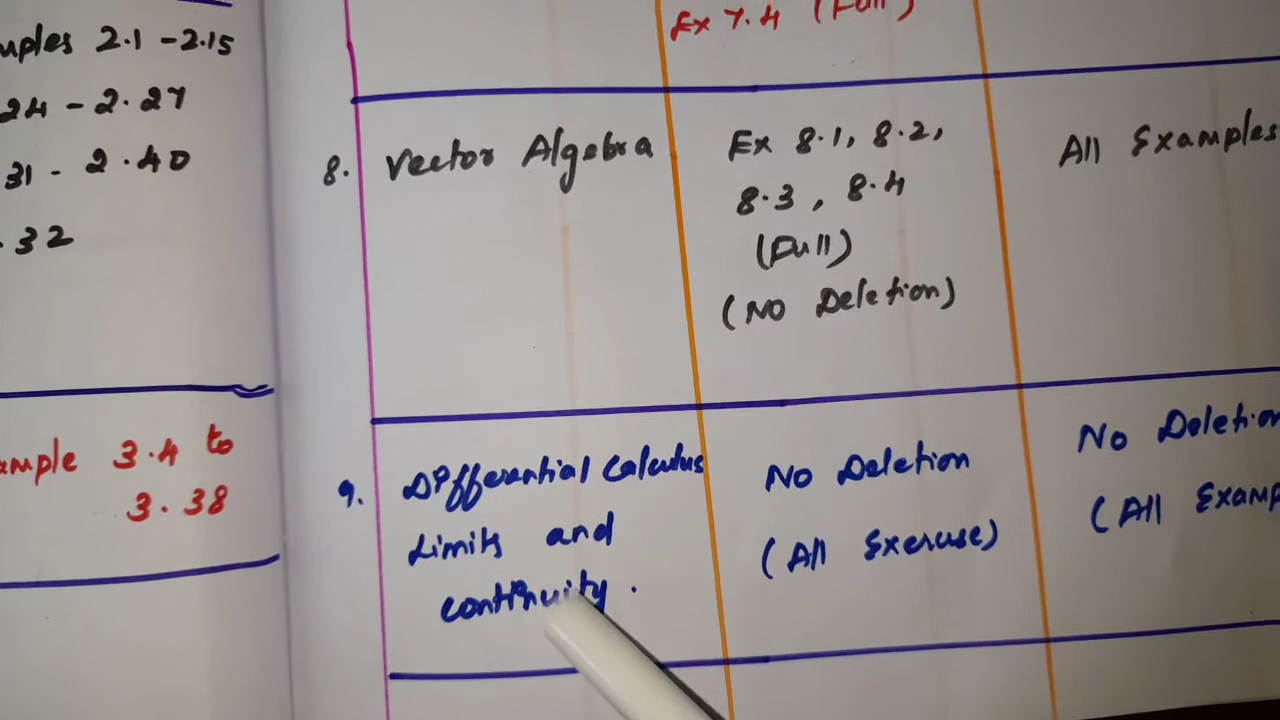 mples 2.1 - 2.15
24 - 2.27
31 - 2.40
.32
ample 3.4 to
3.38
Ex 7.4 (Full)
8. Vector Algebra
Ex 8.1, 8.2,
8.3, 8.4
(Full)
(No Deletion)
All Examples
9. Differential Calculus
Limits and
continuity.
No Deletion
(All Exercise)
No Deletion
(All Examp